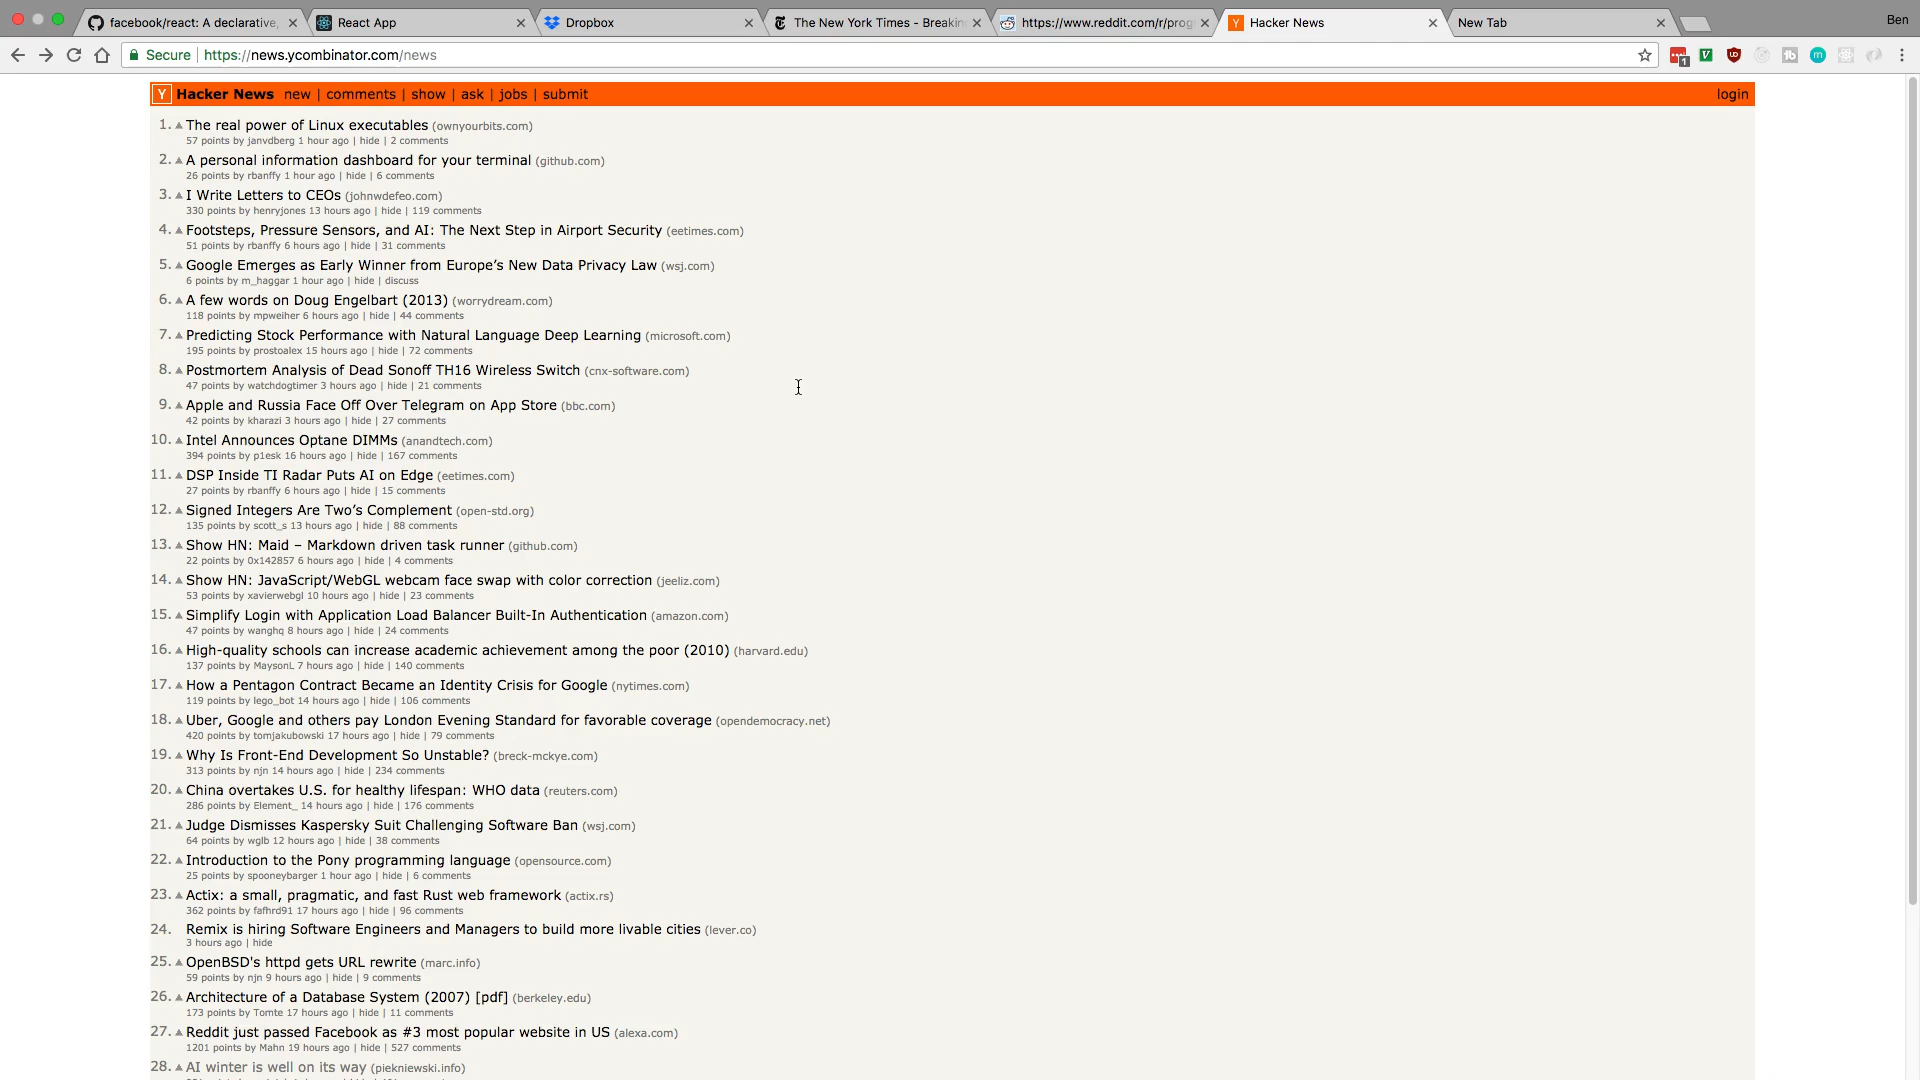 facebook/react: A declarative,
React App
Dropbox
The New York Times - Breakin
https://www.reddit.com/r/prog
Hacker News
New Tab
Ben
Secure https://news.ycombinator.com/news
1
Y Hacker News new | comments | show | ask | jobs | submit login
1. The real power of Linux executables (ownyourbits.com)
57 points by janvdberg 1 hour ago | hide | 2 comments
2. A personal information dashboard for your terminal (github.com)
26 points by rbanffy 1 hour ago | hide | 6 comments
3. I Write Letters to CEOs (johnwdefeo.com)
330 points by henryjones 13 hours ago | hide | 119 comments
4. Footsteps, Pressure Sensors, and AI: The Next Step in Airport Security (eetimes.com)
51 points by rbanffy 6 hours ago | hide | 31 comments
5. Google Emerges as Early Winner from Europe’s New Data Privacy Law (wsj.com)
6 points by m_haggar 1 hour ago | hide | discuss
6. A few words on Doug Engelbart (2013) (worrydream.com)
118 points by mpweiher 6 hours ago | hide | 44 comments
7. Predicting Stock Performance with Natural Language Deep Learning (microsoft.com)
195 points by prostoalex 15 hours ago | hide | 72 comments
8. Postmortem Analysis of Dead Sonoff TH16 Wireless Switch (cnx-software.com)
47 points by watchdogtimer 3 hours ago | hide | 21 comments
9. Apple and Russia Face Off Over Telegram on App Store (bbc.com)
42 points by kharazi 3 hours ago | hide | 27 comments
10. Intel Announces Optane DIMMs (anandtech.com)
394 points by p1esk 16 hours ago | hide | 167 comments
11. DSP Inside TI Radar Puts AI on Edge (eetimes.com)
27 points by rbanffy 6 hours ago | hide | 15 comments
12. Signed Integers Are Two’s Complement (open-std.org)
135 points by scott_s 13 hours ago | hide | 88 comments
13. Show HN: Maid – Markdown driven task runner (github.com)
22 points by 0x142857 6 hours ago | hide | 4 comments
14. Show HN: JavaScript/WebGL webcam face swap with color correction (jeeliz.com)
53 points by xavierwebgl 10 hours ago | hide | 23 comments
15. Simplify Login with Application Load Balancer Built-In Authentication (amazon.com)
47 points by wanghq 8 hours ago | hide | 24 comments
16. High-quality schools can increase academic achievement among the poor (2010) (harvard.edu)
137 points by MaysonL 7 hours ago | hide | 140 comments
17. How a Pentagon Contract Became an Identity Crisis for Google (nytimes.com)
119 points by lego_bot 14 hours ago | hide | 106 comments
18. Uber, Google and others pay London Evening Standard for favorable coverage (opendemocracy.net)
420 points by tomjakubowski 17 hours ago | hide | 79 comments
19. Why Is Front-End Development So Unstable? (breck-mckye.com)
313 points by njn 14 hours ago | hide | 234 comments
20. China overtakes U.S. for healthy lifespan: WHO data (reuters.com)
286 points by Element_ 14 hours ago | hide | 176 comments
21. Judge Dismisses Kaspersky Suit Challenging Software Ban (wsj.com)
64 points by wglb 12 hours ago | hide | 38 comments
22. Introduction to the Pony programming language (opensource.com)
25 points by spooneybarger 1 hour ago | hide | 6 comments
23. Actix: a small, pragmatic, and fast Rust web framework (actix.rs)
362 points by fafhrd91 17 hours ago | hide | 96 comments
24. Remix is hiring Software Engineers and Managers to build more livable cities (lever.co)
3 hours ago | hide
25. OpenBSD's httpd gets URL rewrite (marc.info)
59 points by njn 9 hours ago | hide | 9 comments
26. Architecture of a Database System (2007) [pdf] (berkeley.edu)
173 points by Tomte 17 hours ago | hide | 11 comments
27. Reddit just passed Facebook as #3 most popular website in US (alexa.com)
1201 points by Mahn 19 hours ago | hide | 527 comments
28. AI winter is well on its way (piekniewski.info)